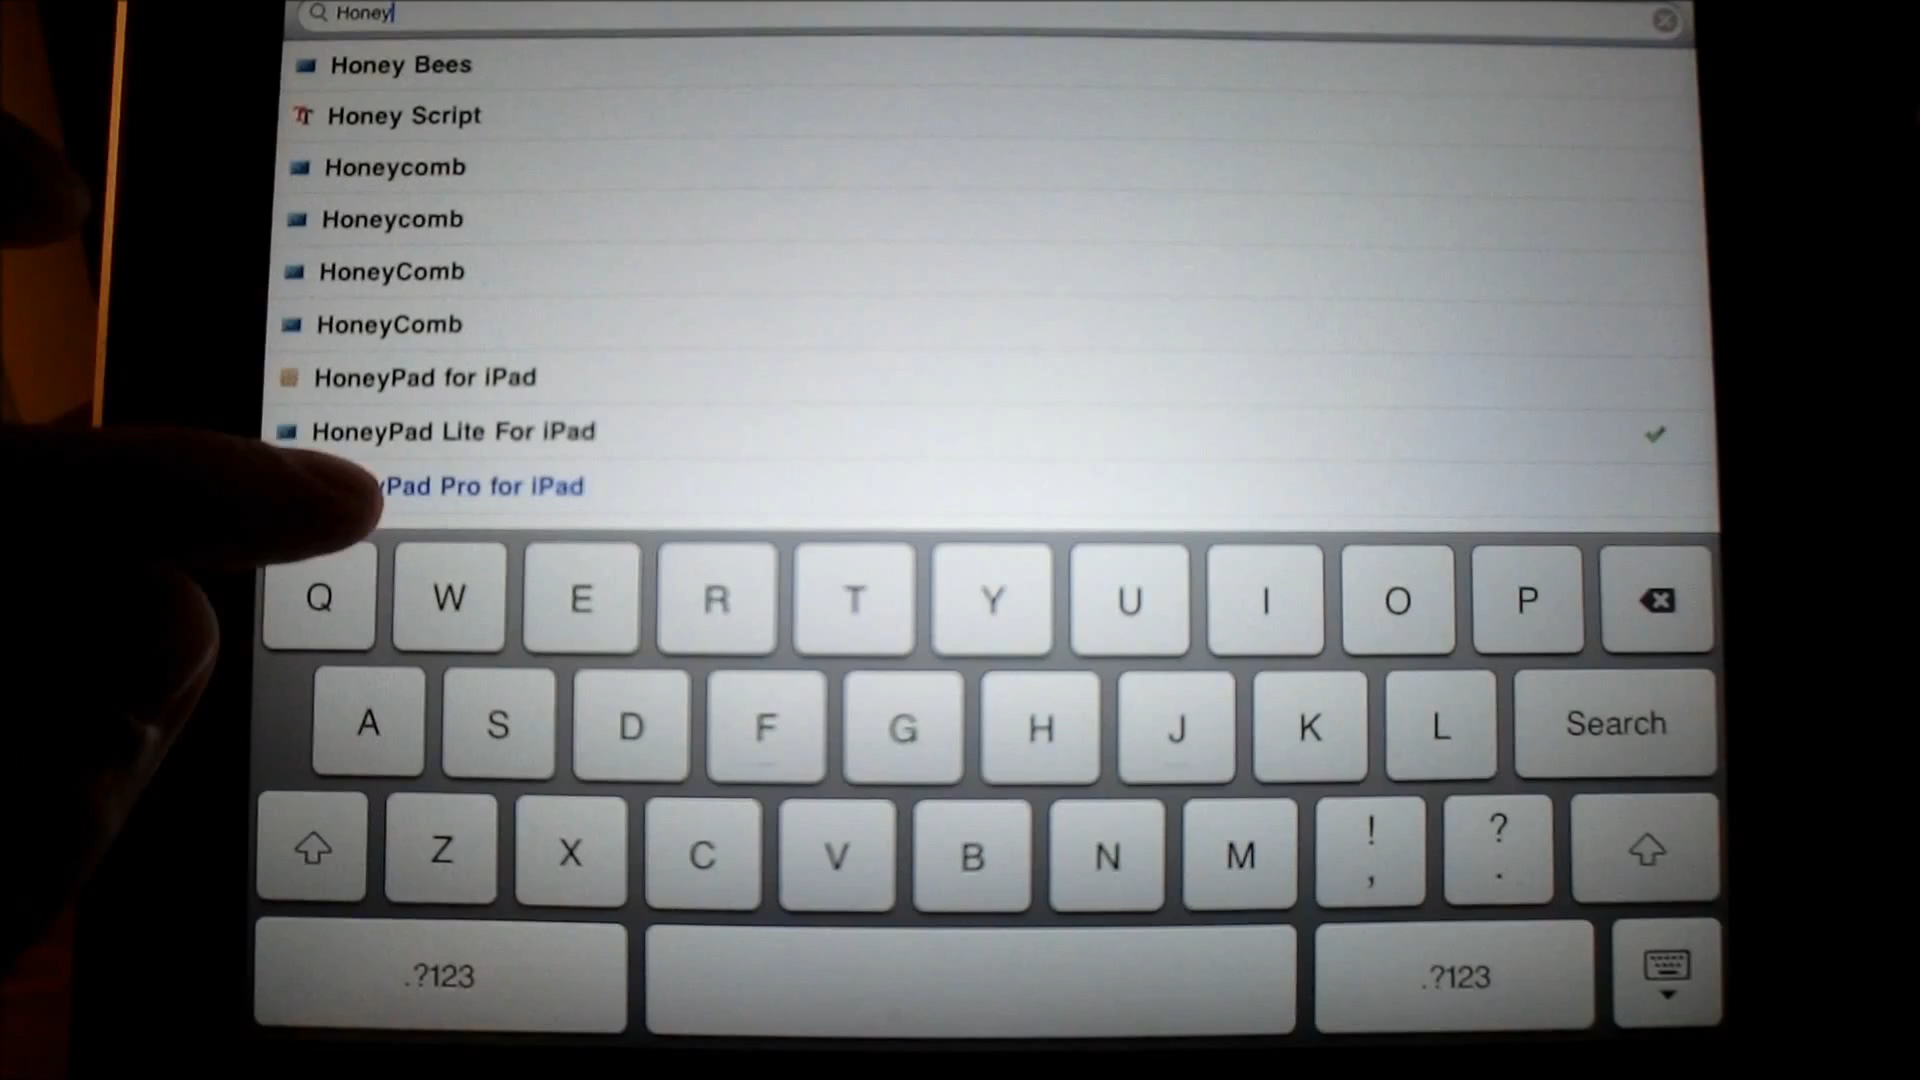 Honey
Honey Bees
Honey Script
Honeycomb
Honeycomb
HoneyComb
HoneyComb
HoneyPad for iPad
HoneyPad Lite For iPad
Pad Pro for iPad
Q W E R T Y U I O P
A S D F G H J K L Search
Z X C V B N M ! , ? .
.?123 .?123